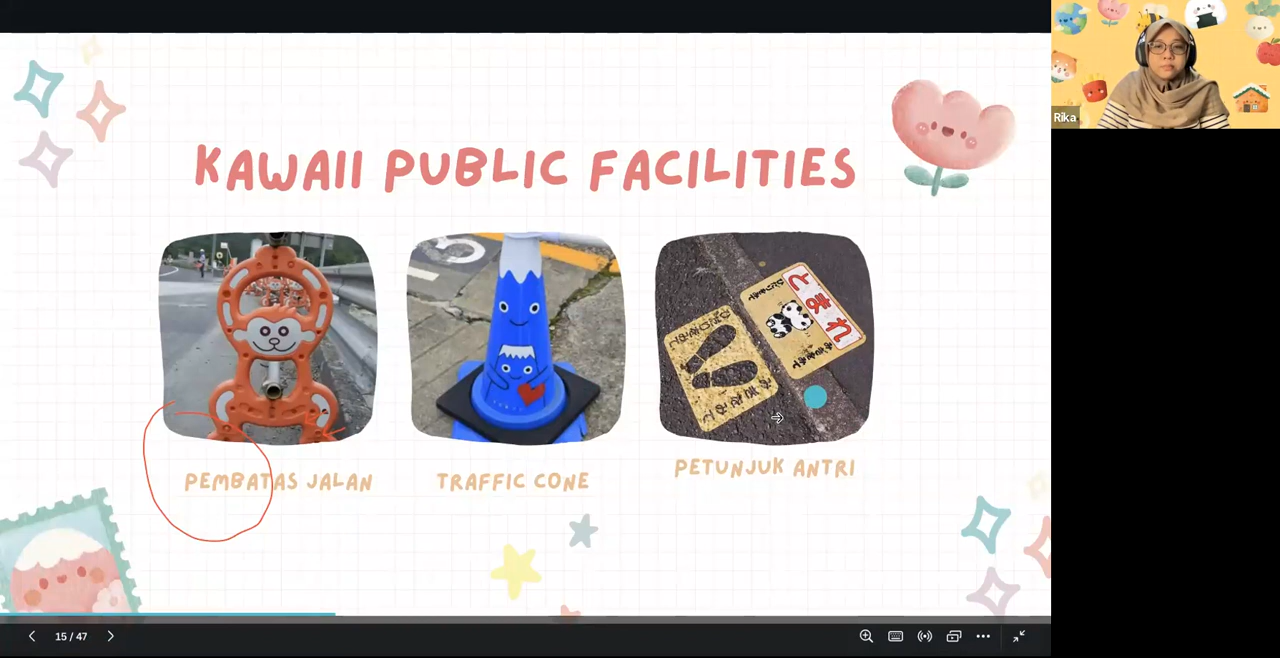 KAWAII PUBLIC FACILITIES
とまれ
PEMBATAS JALAN
TRAFFIC CONE
PETUNJUK ANTRI
Rika
15 / 47